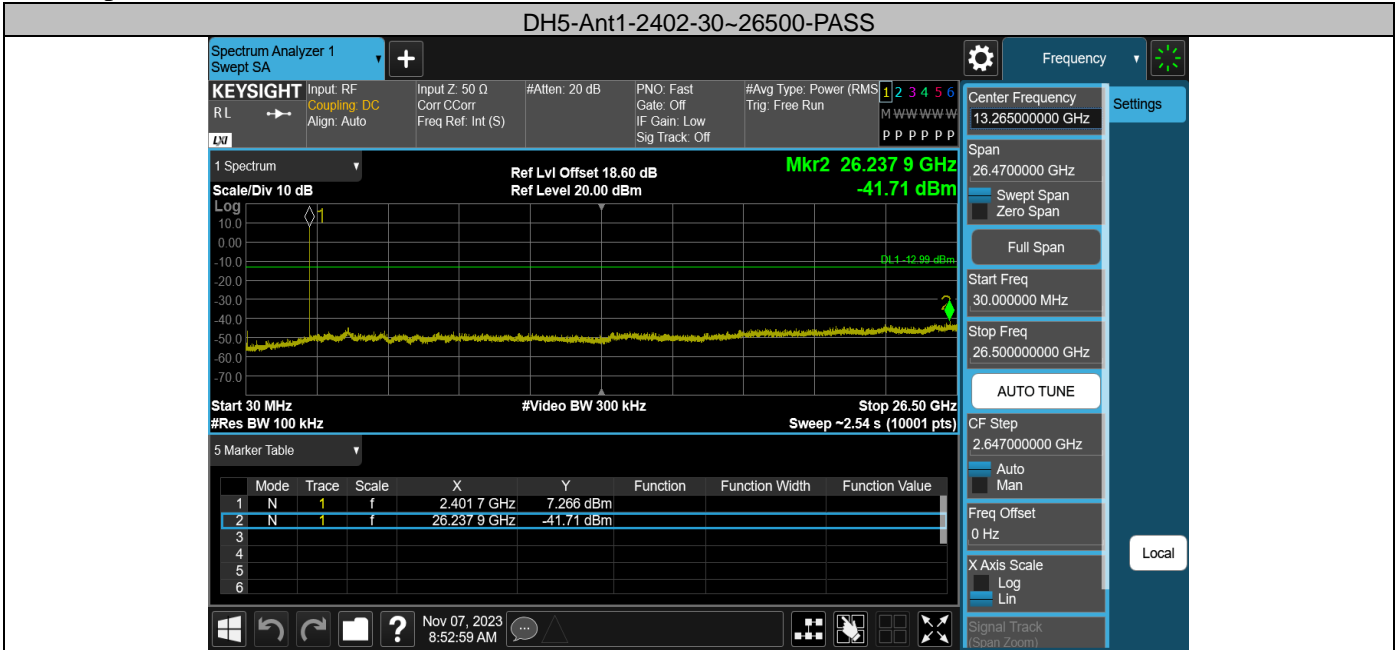 DH5-Ant1-2402-30~26500-PASS
Spectrum Analyzer 1
Swept SA
+
Frequency
KEYSIGHT
RL
LXI
Input: RF
Coupling: DC
Align: Auto
Input Z: 50 Ω
Corr CCorr
Freq Ref: Int (S)
#Atten: 20 dB
PNO: Fast
Gate: Off
IF Gain: Low
Sig Track: Off
#Avg Type: Power (RMS
Trig: Free Run
1 2 3 4 5 6
M W W W W W
P P P P P P
Center Frequency
13.265000000 GHz
Settings
1 Spectrum
Ref Lvl Offset 18.60 dB
Mkr2 26.237 9 GHz
Scale/Div 10 dB
Ref Level 20.00 dBm
-41.71 dBm
Log
1
10.0
0.00
-10.0
DL1 -12.99 dBm
-20.0
-30.0
2
-40.0
-50.0
-60.0
-70.0
Start 30 MHz
#Video BW 300 kHz
Stop 26.50 GHz
#Res BW 100 kHz
Sweep ~2.54 s (10001 pts)
Span
26.4700000 GHz
Swept Span
Zero Span
Full Span
Start Freq
30.000000 MHz
Stop Freq
26.500000000 GHz
AUTO TUNE
CF Step
2.647000000 GHz
Auto
Man
Freq Offset
0 Hz
X Axis Scale
Log
Lin
Signal Track
(Span Zoom)
Local
5 Marker Table
Mode Trace Scale X Y Function Function Width Function Value
1 N 1 f 2.401 7 GHz 7.266 dBm
2 N 1 f 26.237 9 GHz -41.71 dBm
3
4
5
6
?
Nov 07, 2023
8:52:59 AM